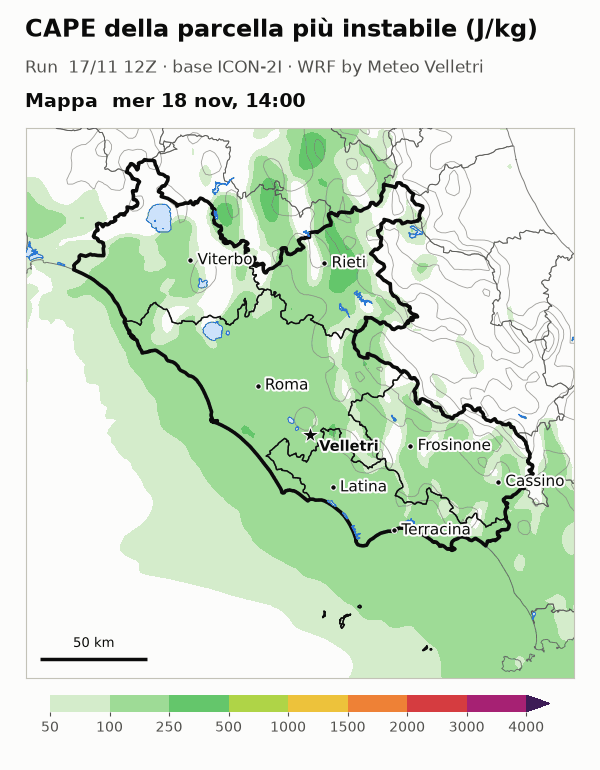 CAPE della parcella più instabile (J/kg)
Run 17/11 12Z · base ICON-2I · WRF by Meteo Velletri
Mappa mer 18 nov, 14:00
Viterbo
Rieti
Roma
Velletri
Frosinone
Latina
Cassino
Terracina
50 km
50 100 250 500 1000 1500 2000 3000 4000